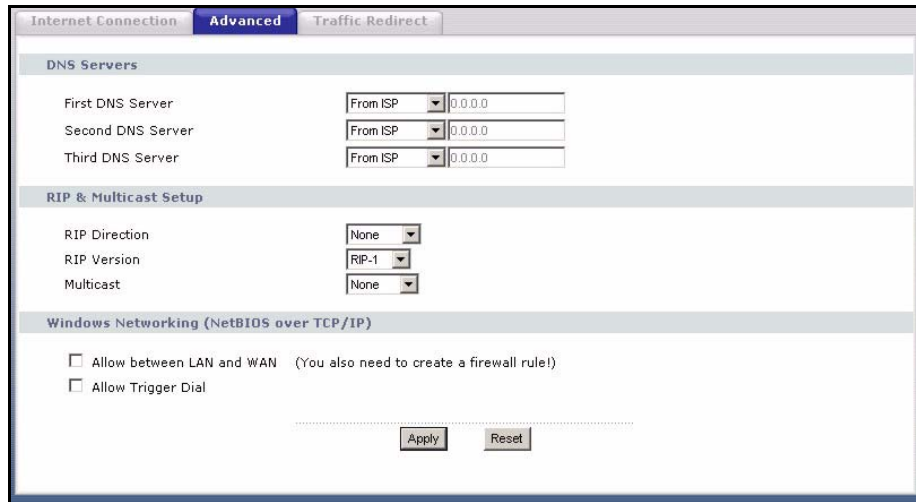 Internet Connection Advanced Traffic Redirect
DNS Servers
First DNS Server From ISP 0.0.0.0
Second DNS Server From ISP 0.0.0.0
Third DNS Server From ISP 0.0.0.0
RIP & Multicast Setup
RIP Direction None
RIP Version RIP-1
Multicast None
Windows Networking (NetBIOS over TCP/IP)
Allow between LAN and WAN (You also need to create a firewall rule!)
Allow Trigger Dial
Apply Reset